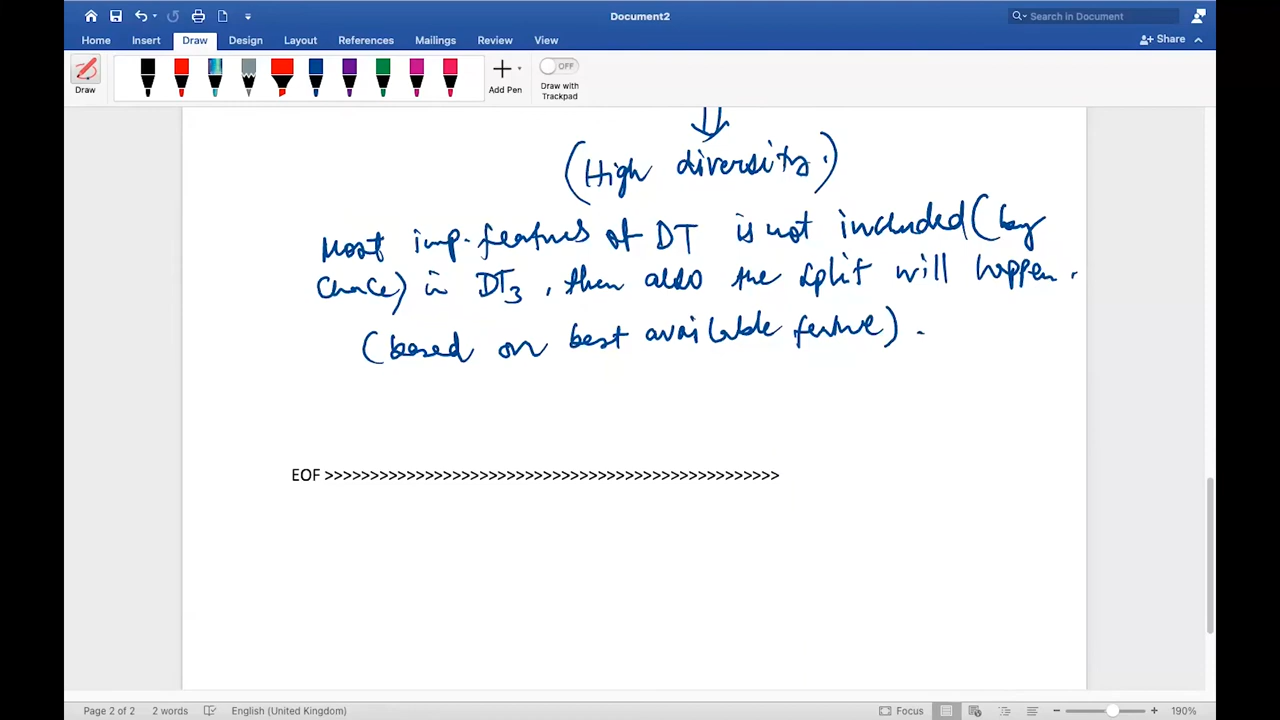 Document2
Search in Document
Home Insert Draw Design Layout References Mailings Review View
Share
Draw
Add Pen
OFF
Draw with
Trackpad
(High diversity.)
Most imp. feature of DT is not included (by
chance) in DT3, then also the split will happen.
(based on best available feature).
EOF >>>>>>>>>>>>>>>>>>>>>>>>>>>>>>>>>>>>>>>>>>>>>>>>>>
Page 2 of 2 2 words English (United Kingdom) Focus 190%